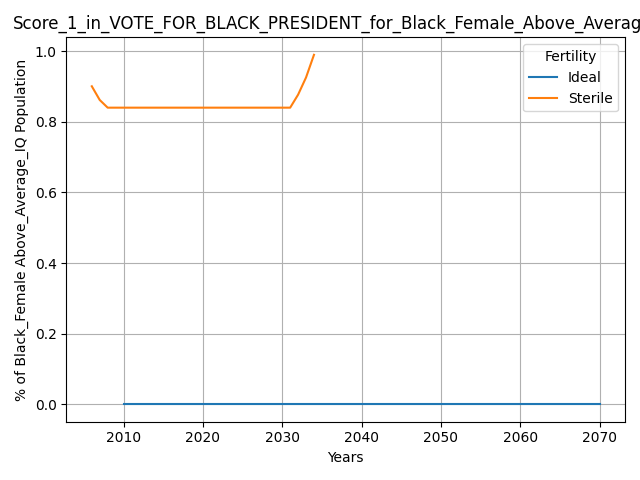 Score_1_in_VOTE_FOR_BLACK_PRESIDENT_for_Black_Female_Above_Averag
1.0
0.8
0.6
0.4
0.2
0.0
% of Black_Female Above_Average_IQ Population
Fertility
Ideal
Sterile
2010 2020 2030 2040 2050 2060 2070
Years